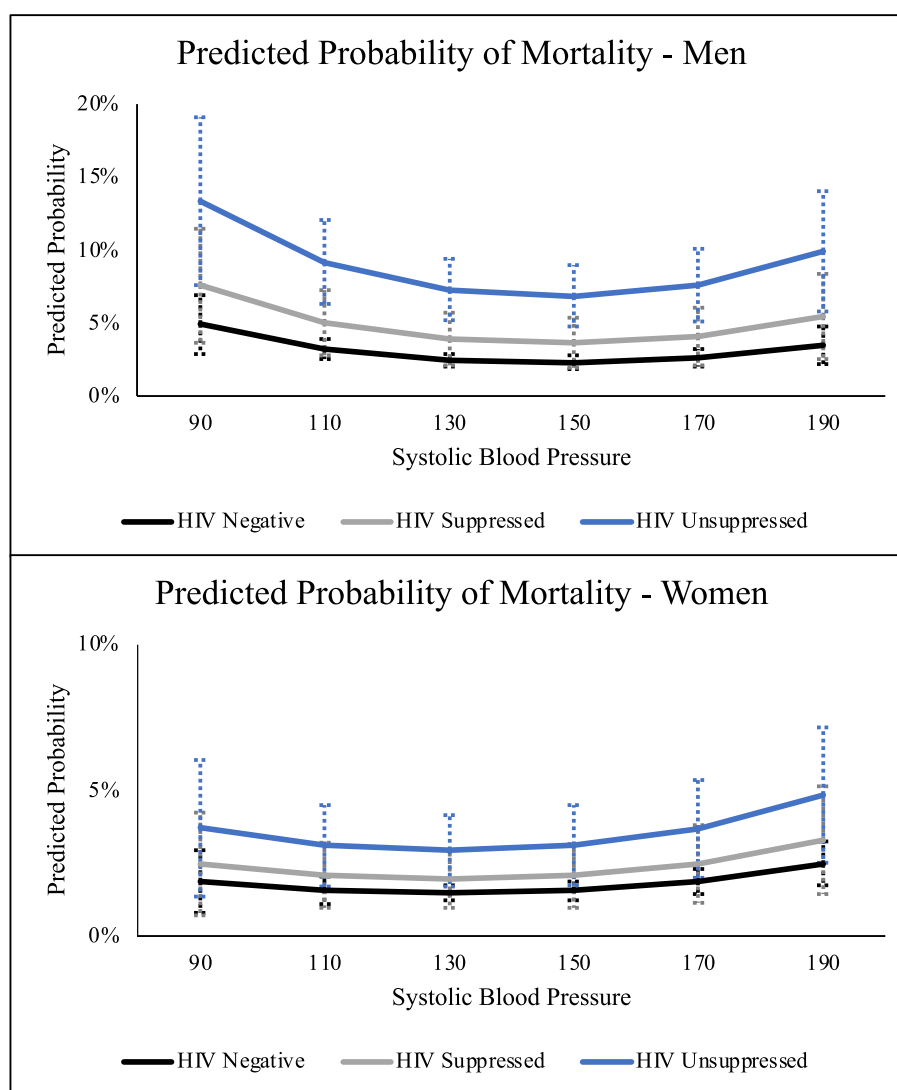 Predicted Probability of Mortality - Men
Predicted Probability
20%
15%
10%
5%
0%
90 110 130 150 170 190
Systolic Blood Pressure
HIV Negative HIV Suppressed HIV Unsuppressed
Predicted Probability of Mortality - Women
Predicted Probability
10%
5%
0%
90 110 130 150 170 190
Systolic Blood Pressure
HIV Negative HIV Suppressed HIV Unsuppressed